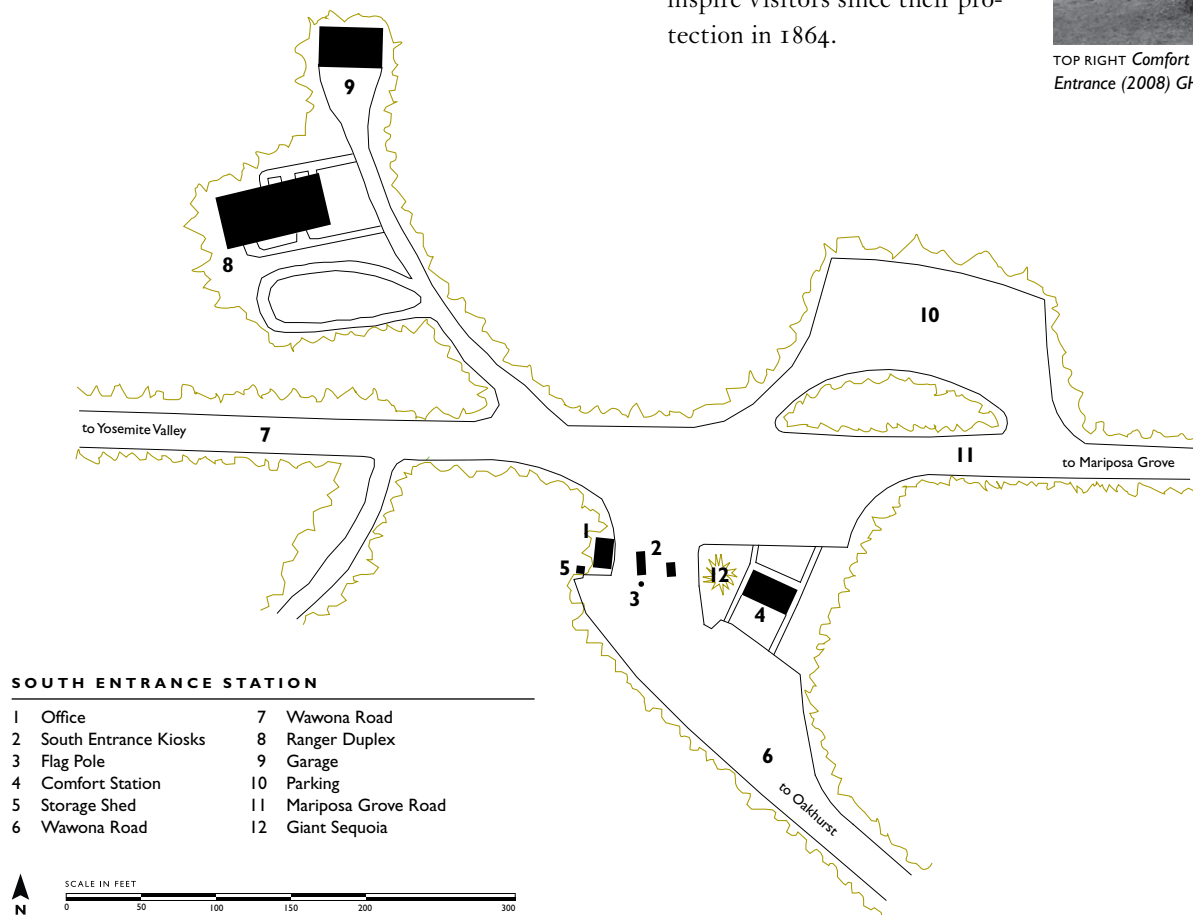 inspire visitors since their pro-
tection in 1864.
TOP RIGHT Comfort
Entrance (2008)
9
8
10
to Yosemite Valley
7
11
to Mariposa Grove
1
2
5
12
3
4
6
to Oakhurst
SOUTH ENTRANCE STATION
1 Office
2 South Entrance Kiosks
3 Flag Pole
4 Comfort Station
5 Storage Shed
6 Wawona Road
7 Wawona Road
8 Ranger Duplex
9 Garage
10 Parking
11 Mariposa Grove Road
12 Giant Sequoia
N
SCALE IN FEET
0 50 100 150 200 300